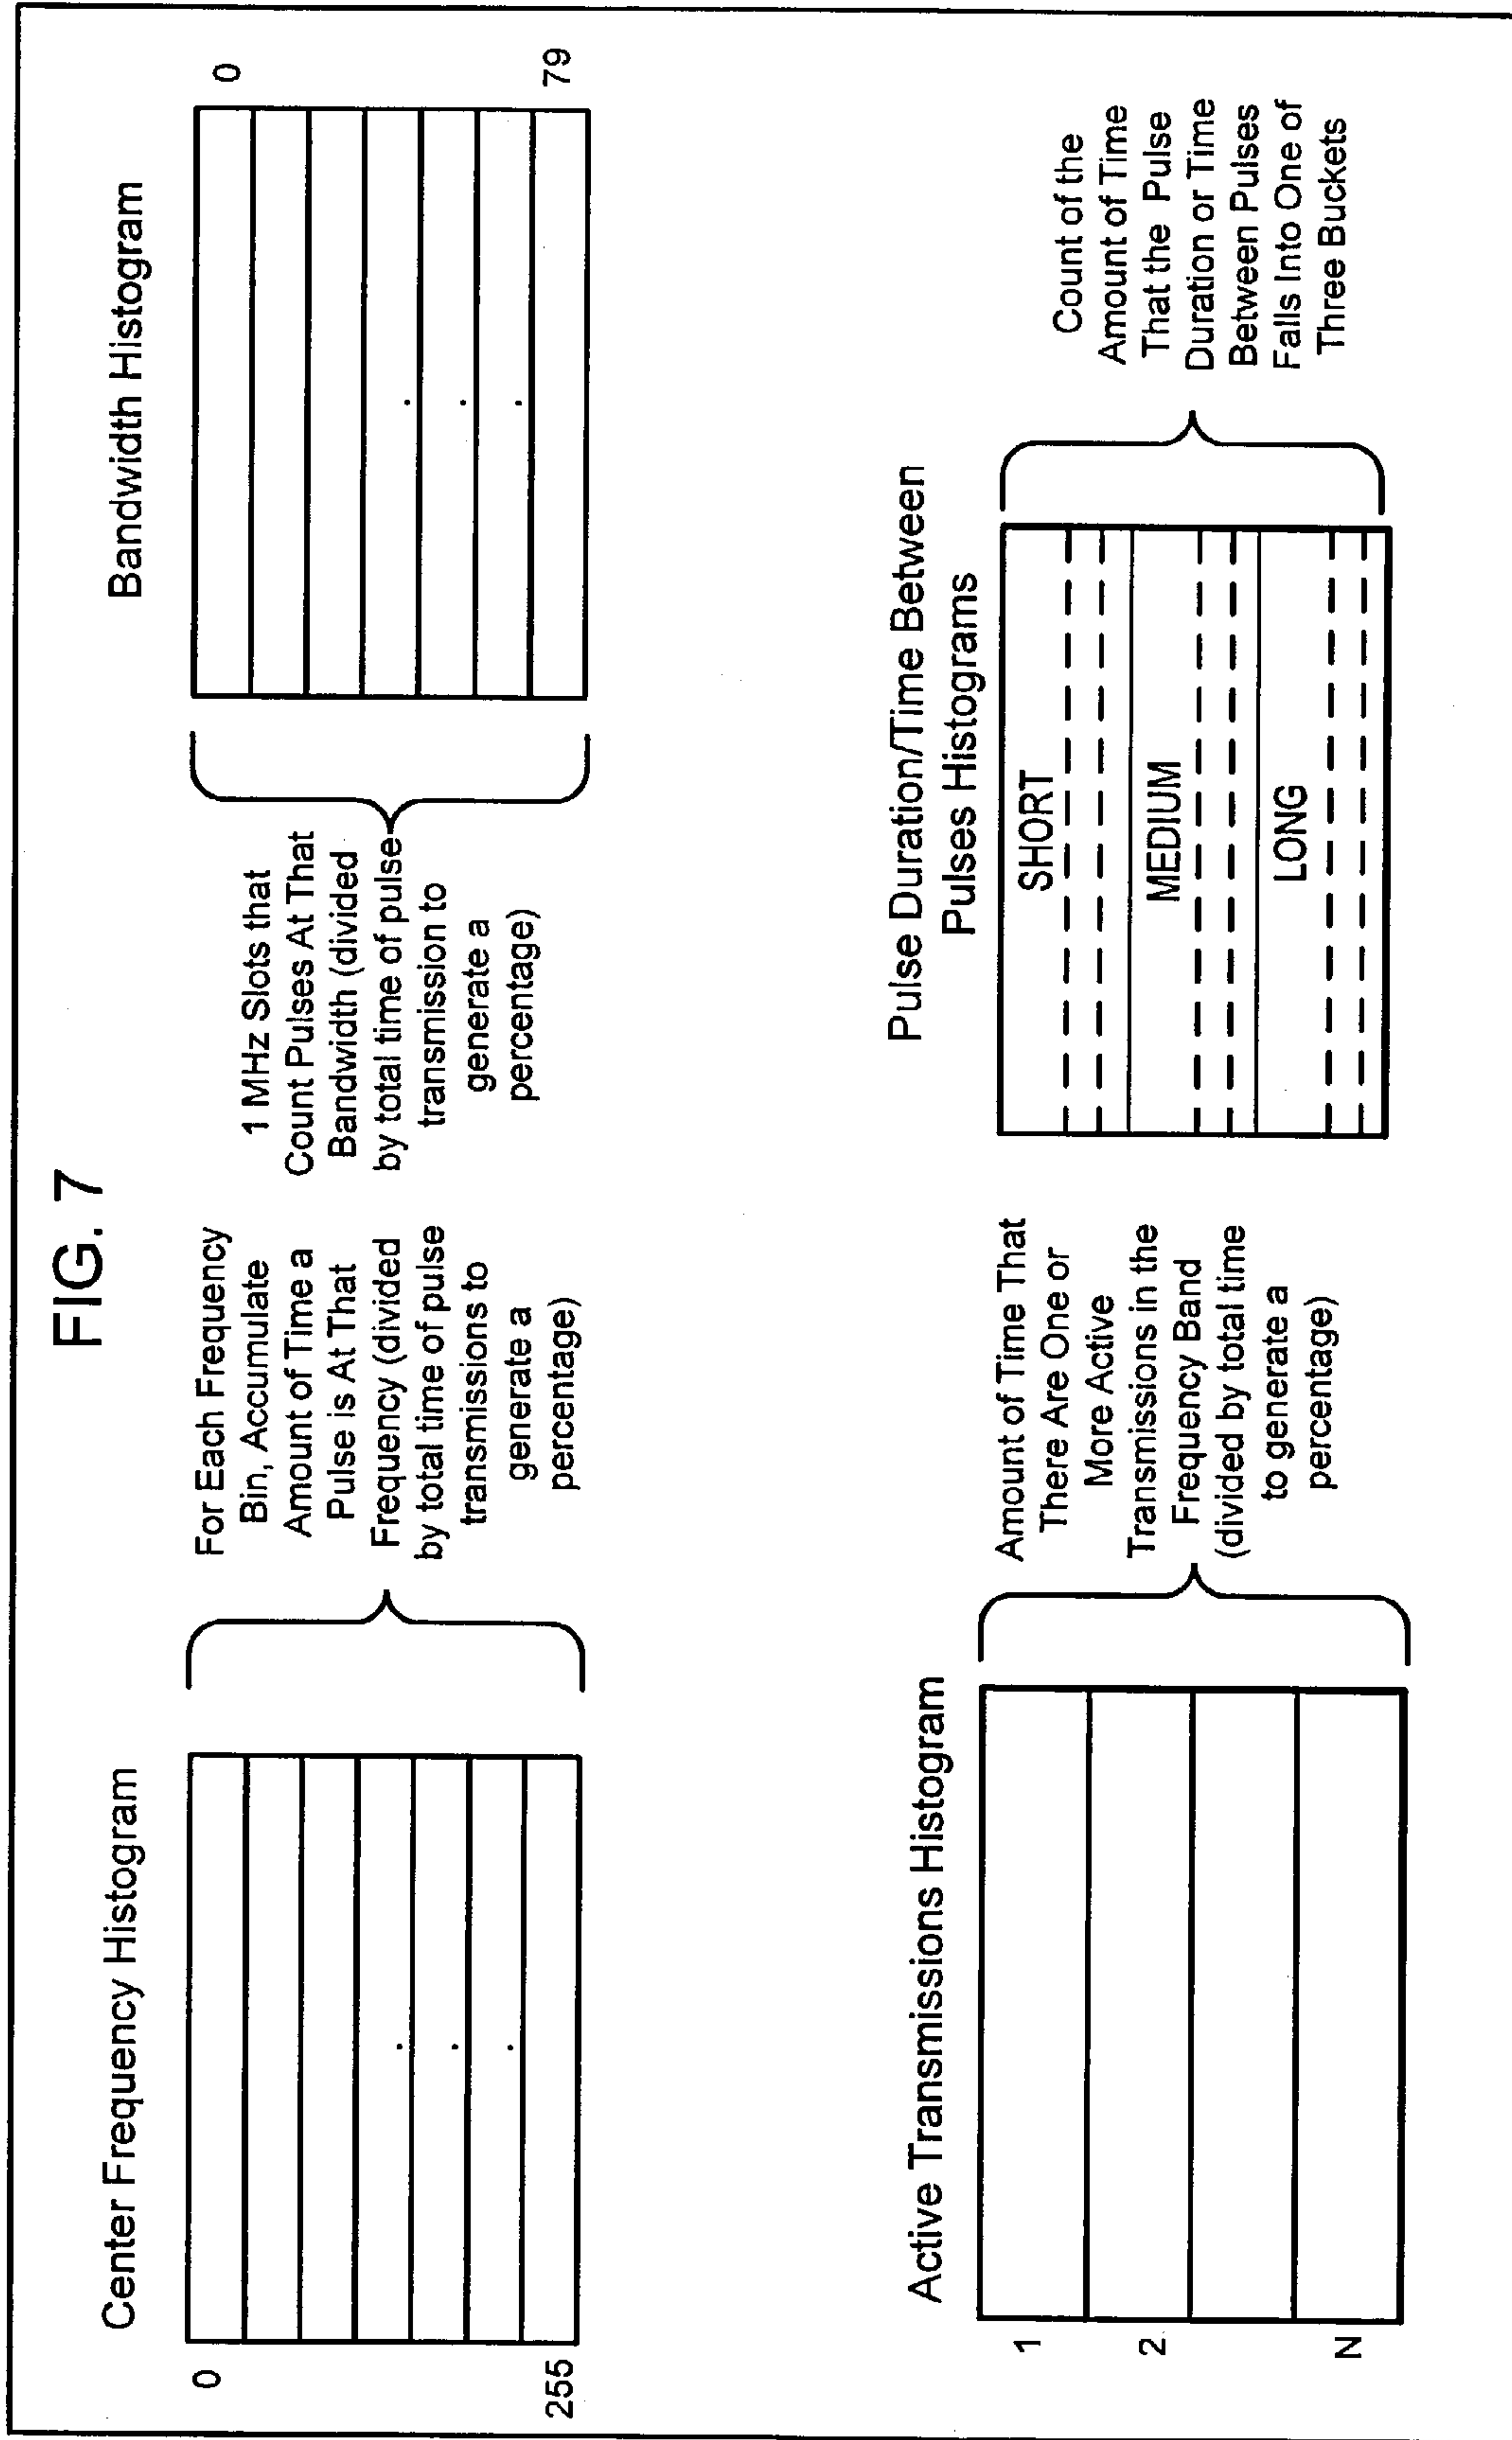 FIG. 7
Center Frequency Histogram
0
255
For Each Frequency
Bin, Accumulate
Amount of Time a
Pulse is At That
Frequency (divided
by total time of pulse
transmissions to
generate a
percentage)
Bandwidth Histogram
1 MHz Slots that
Count Pulses At That
Bandwidth (divided
by total time of pulse
transmission to
generate a
percentage)
0
79
Active Transmissions Histogram
1
2
N
Amount of Time That
There Are One or
More Active
Transmissions in the
Frequency Band
(divided by total time
to generate a
percentage)
Pulse Duration/Time Between
Pulses Histograms
SHORT
MEDIUM
LONG
Count of the
Amount of Time
That the Pulse
Duration or Time
Between Pulses
Falls Into One of
Three Buckets